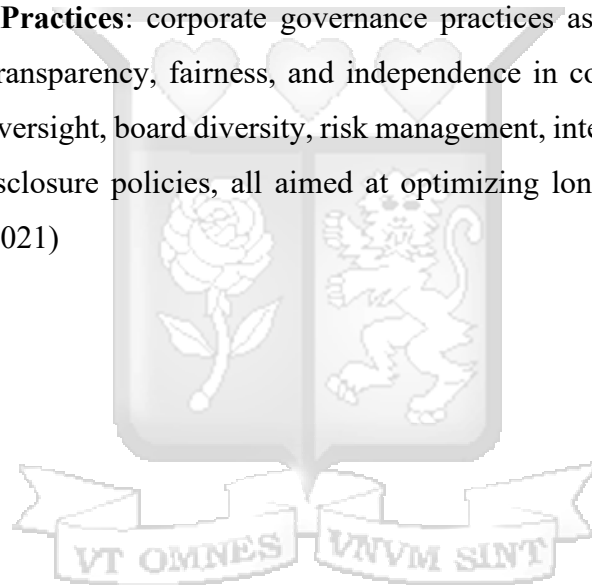 Practices: corporate governance practices as
ransparency, fairness, and independence in co
versight, board diversity, risk management, inte
sclosure policies, all aimed at optimizing lon
021)
VT OMNES VNVM SINT